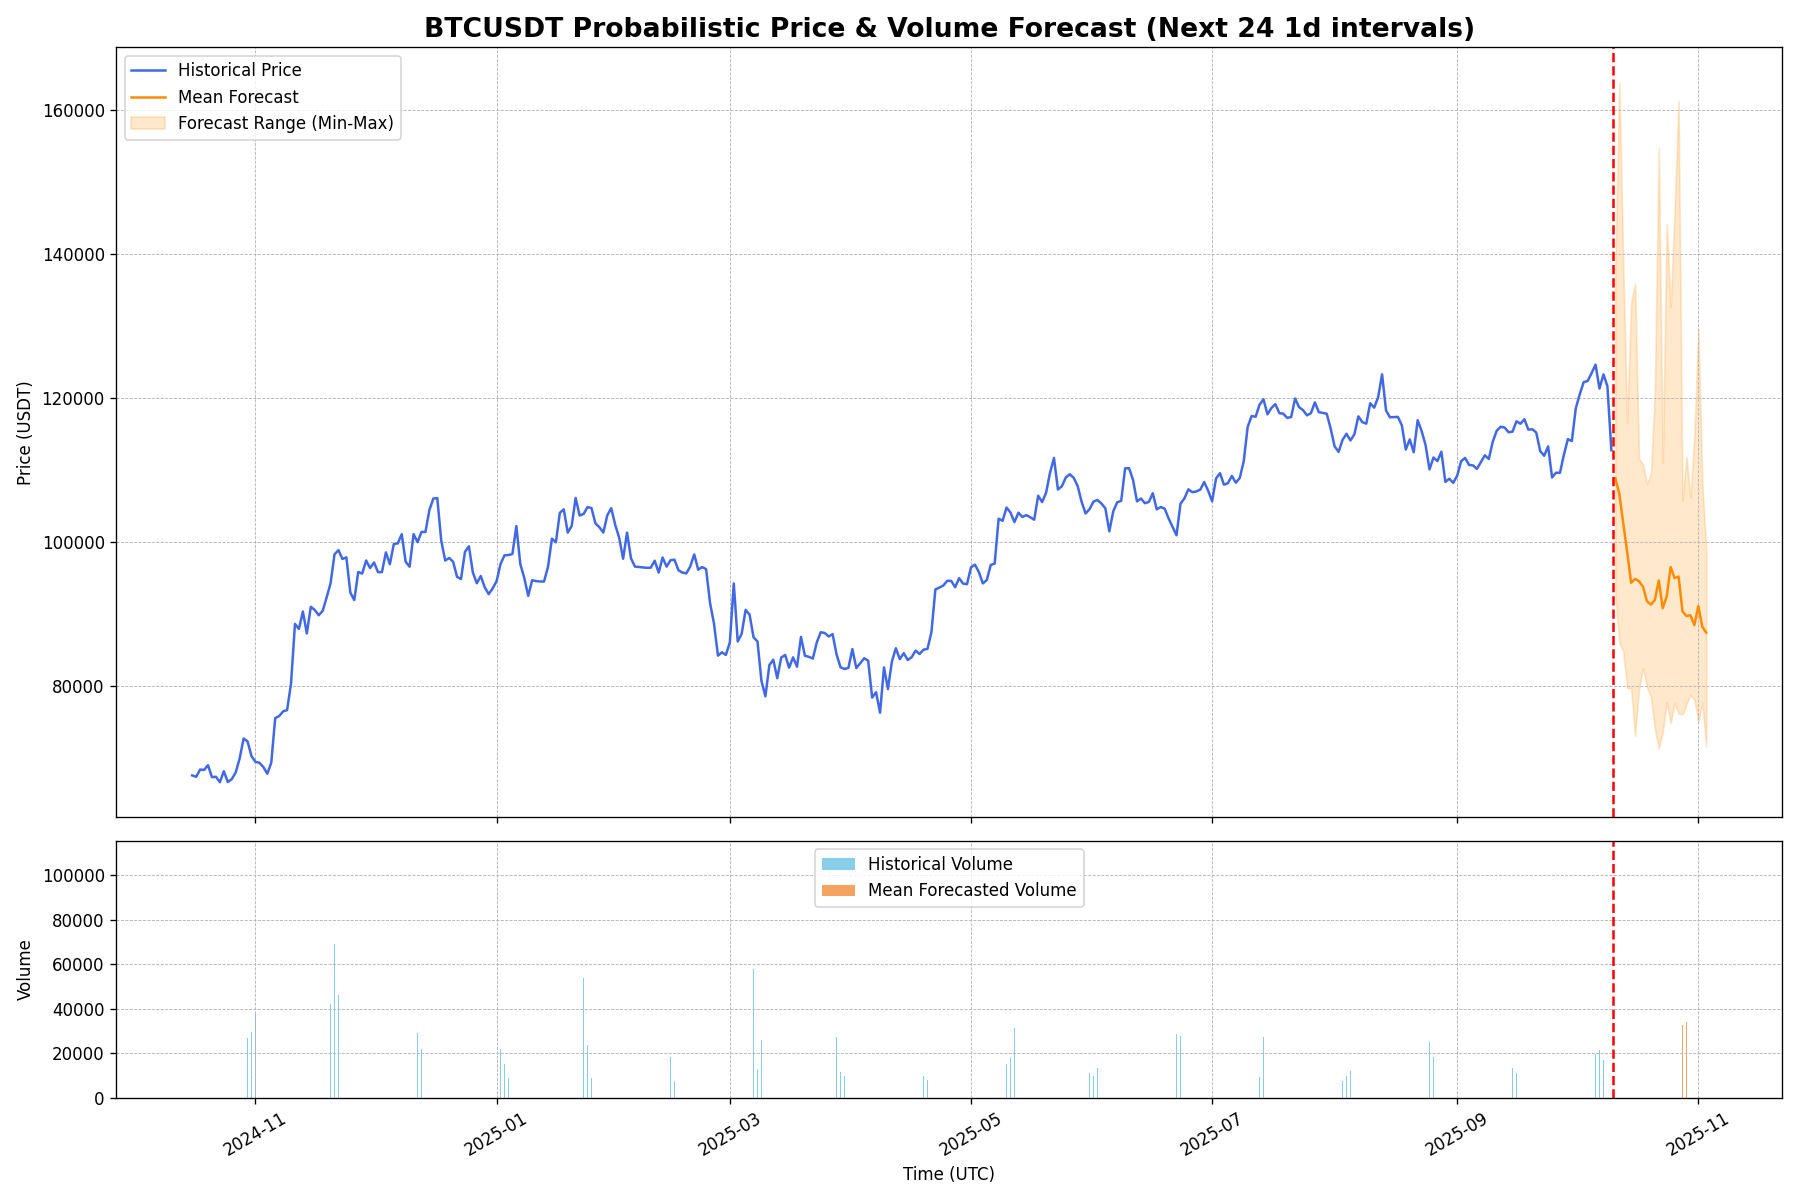 BTCUSDT Probabilistic Price & Volume Forecast (Next 24 1d intervals)
Historical Price
Mean Forecast
Forecast Range (Min-Max)
160000
140000
120000
100000
80000
Price (USDT)
Historical Volume
Mean Forecasted Volume
100000
80000
60000
40000
20000
0
Volume
2024-11
2025-01
2025-03
2025-05
2025-07
2025-09
2025-11
Time (UTC)